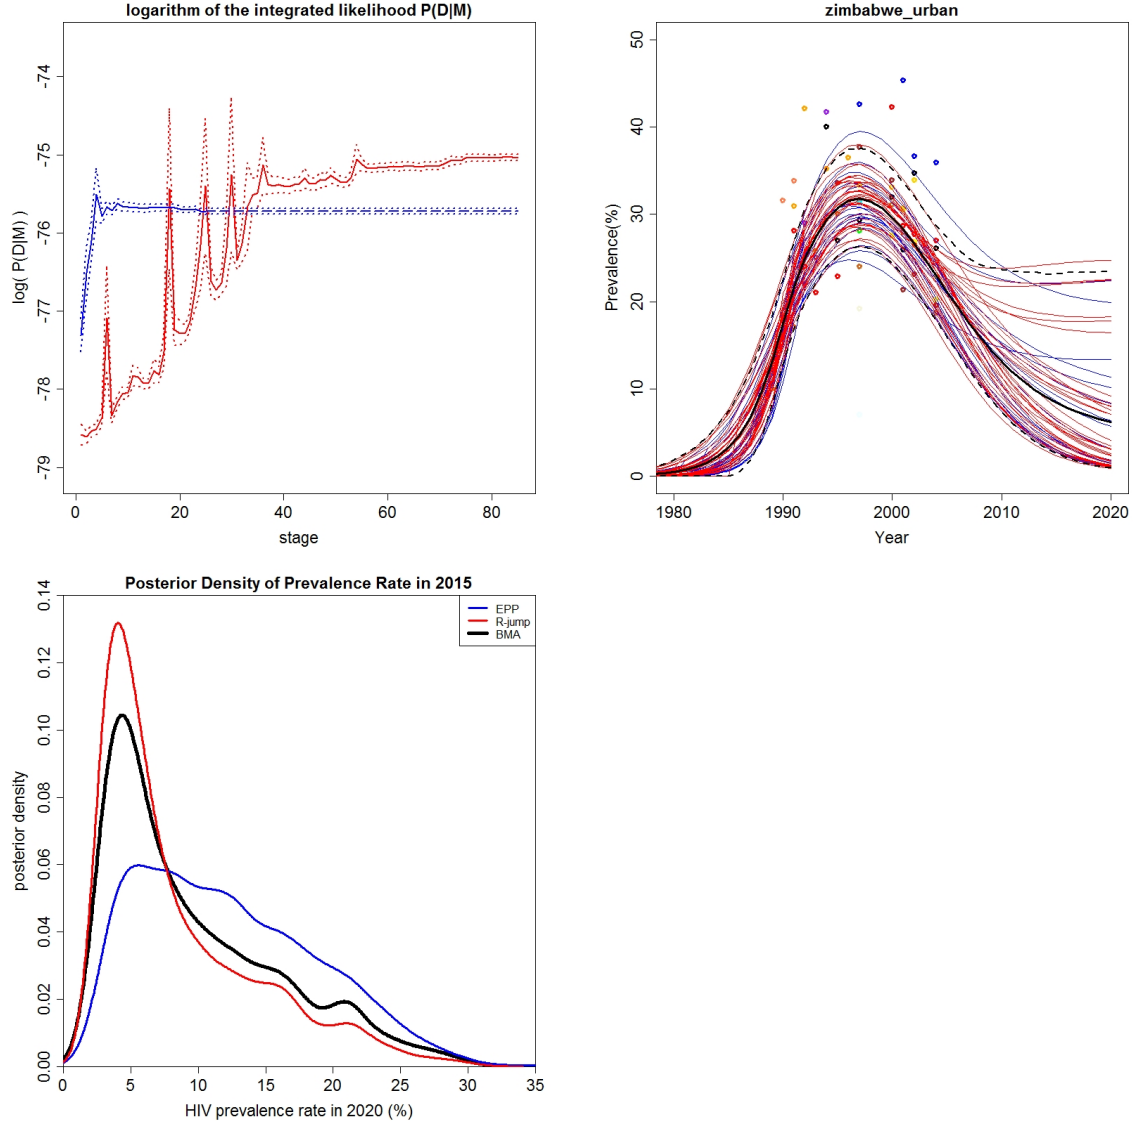 logarithm of the integrated likelihood P(D|M)
log( P(D|M) )
-74
-75
-76
-77
-78
-79
0 20 40 60 80
stage
zimbabwe_urban
Prevalence(%)
50
40
30
20
10
0
1980 1990 2000 2010 2020
Year
Posterior Density of Prevalence Rate in 2015
posterior density
0.14
0.12
0.10
0.08
0.06
0.04
0.02
0.00
EPP
R-jump
BMA
0 5 10 15 20 25 30 35
HIV prevalence rate in 2020 (%)